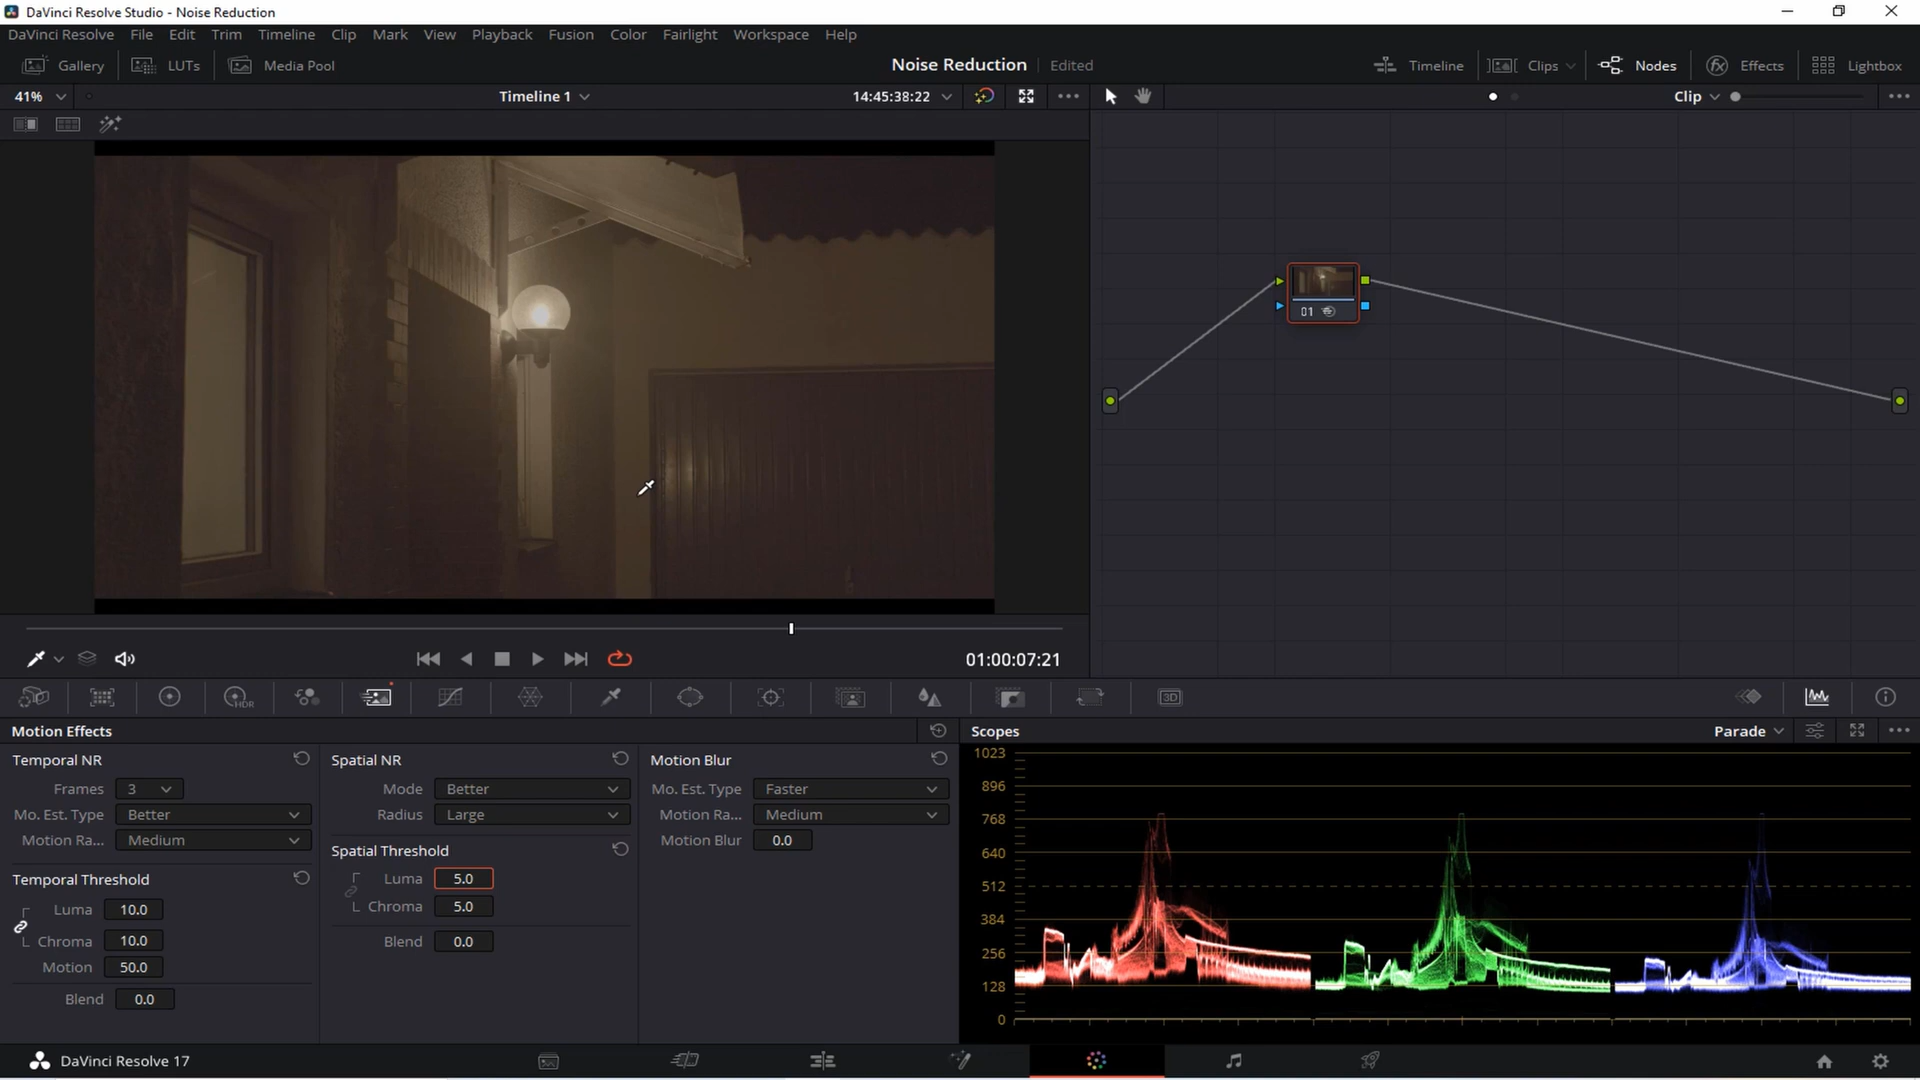 DaVinci Resolve Studio - Noise Reduction
DaVinci Resolve File Edit Trim Timeline Clip Mark View Playback Fusion Color Fairlight Workspace Help
Gallery LUTs Media Pool Noise Reduction Edited Timeline Clips Nodes Effects Lightbox
41% Timeline 1 14:45:38:22 Clip
01
01:00:07:21
HDR 3D
Motion Effects
Temporal NR
Frames 3
Mo. Est. Type Better
Motion Ra... Medium
Temporal Threshold
Luma 10.0
Chroma 10.0
Motion 50.0
Blend 0.0
Spatial NR
Mode Better
Radius Large
Spatial Threshold
Luma 5.0
Chroma 5.0
Blend 0.0
Motion Blur
Mo. Est. Type Faster
Motion Ra... Medium
Motion Blur 0.0
Scopes Parade
1023
896
768
640
512
384
256
128
0
DaVinci Resolve 17